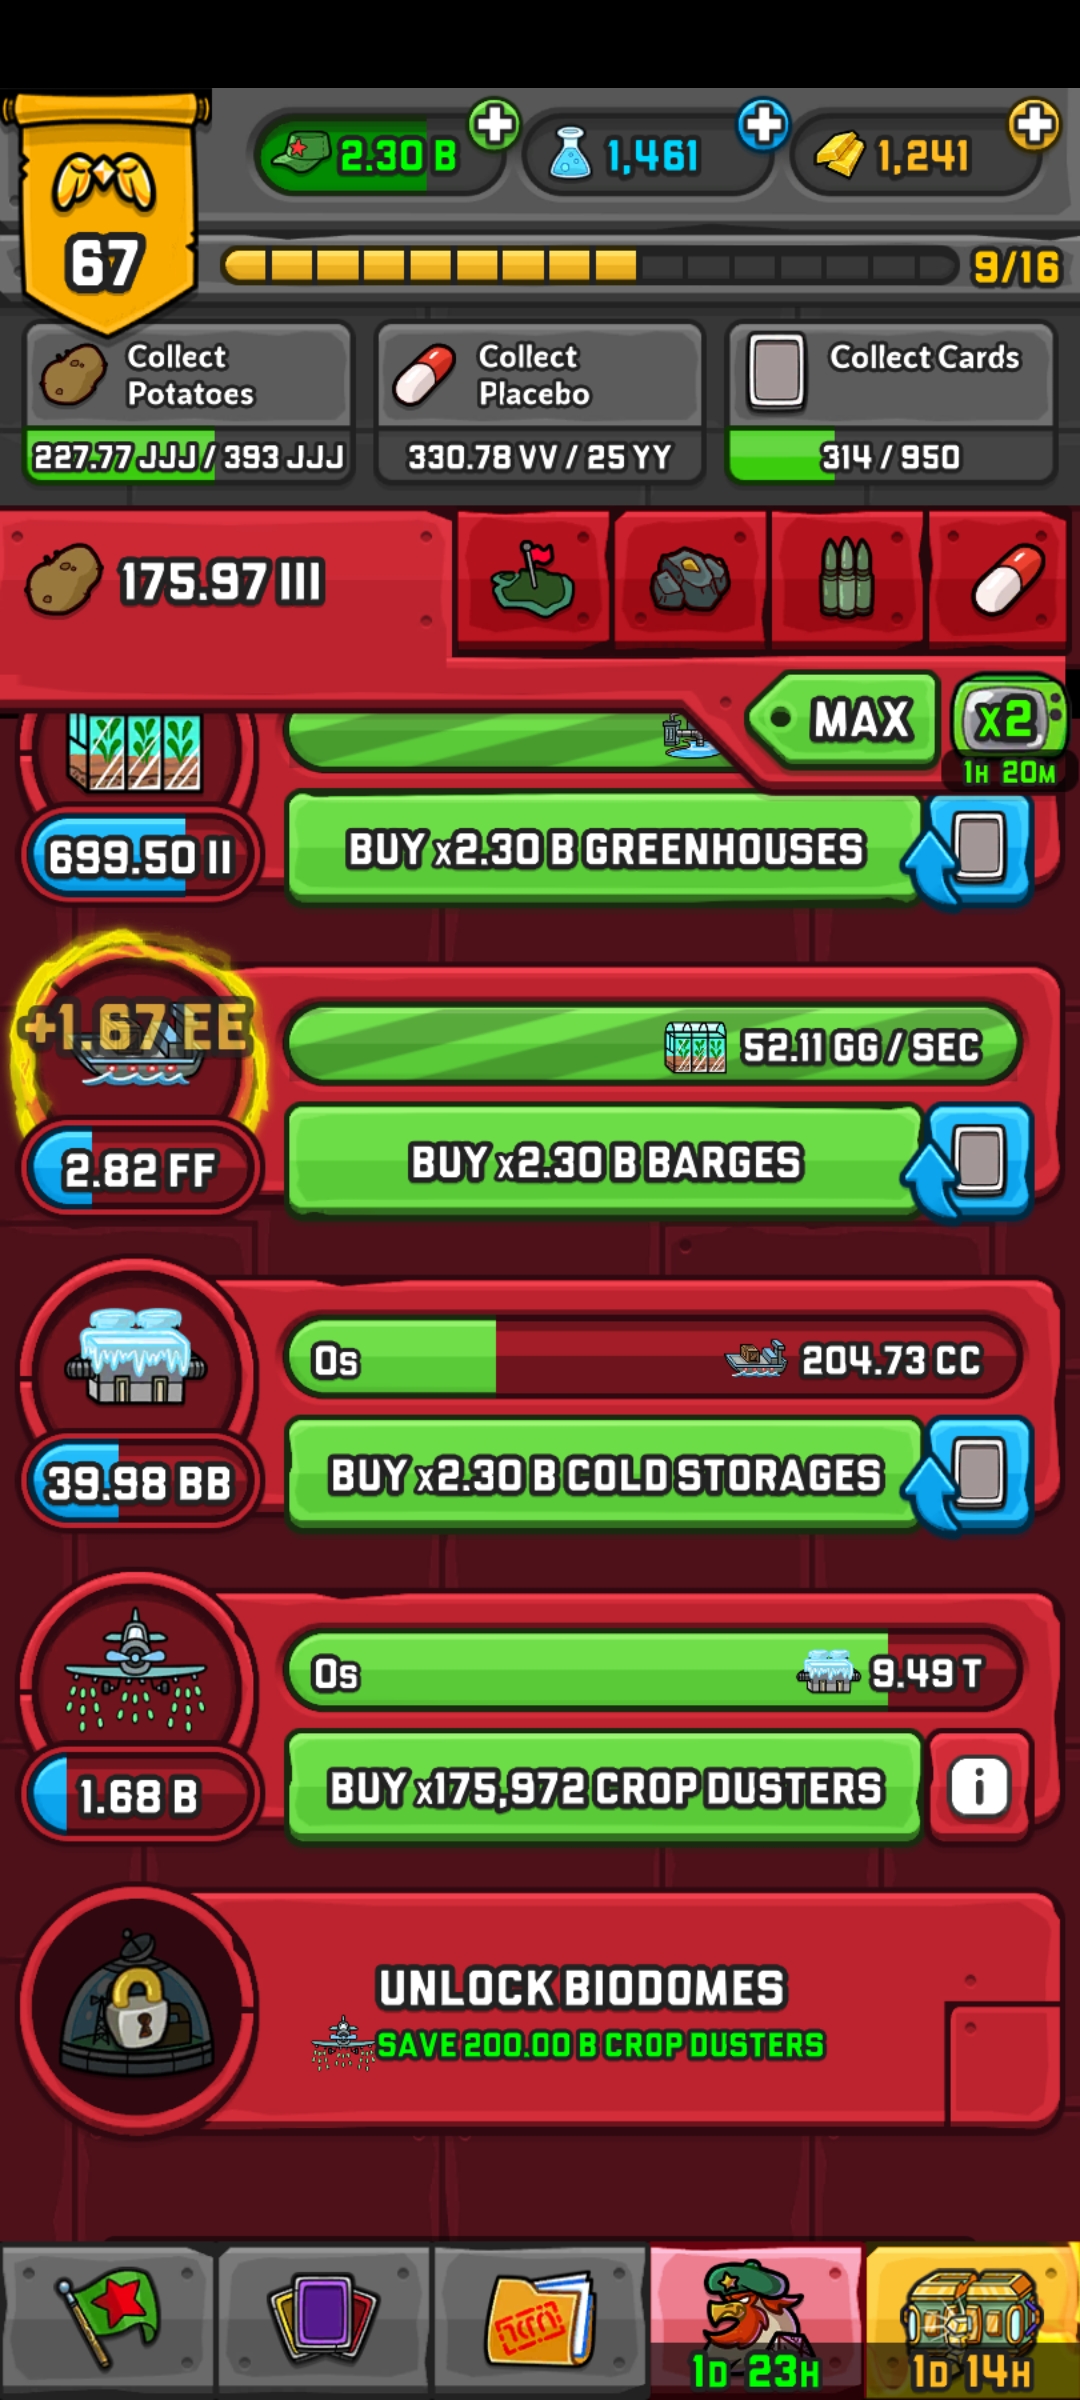 2.30 B
1,461
1,241
67
9/16
Collect
Potatoes
227.77 JJJ / 393 JJJ
Collect
Placebo
330.78 VV / 25 YY
Collect Cards
314 / 950
175.97 III
MAX
x2
1H 20M
699.50 II
BUY x2.30 B GREENHOUSES
+1.67 EE
52.11 GG / SEC
2.82 FF
BUY x2.30 B BARGES
0s
204.73 CC
39.98 BB
BUY x2.30 B COLD STORAGES
0s
9.49 T
1.68 B
BUY x175,972 CROP DUSTERS
i
UNLOCK BIODOMES
SAVE 200.00 B CROP DUSTERS
1D 23H
1D 14H